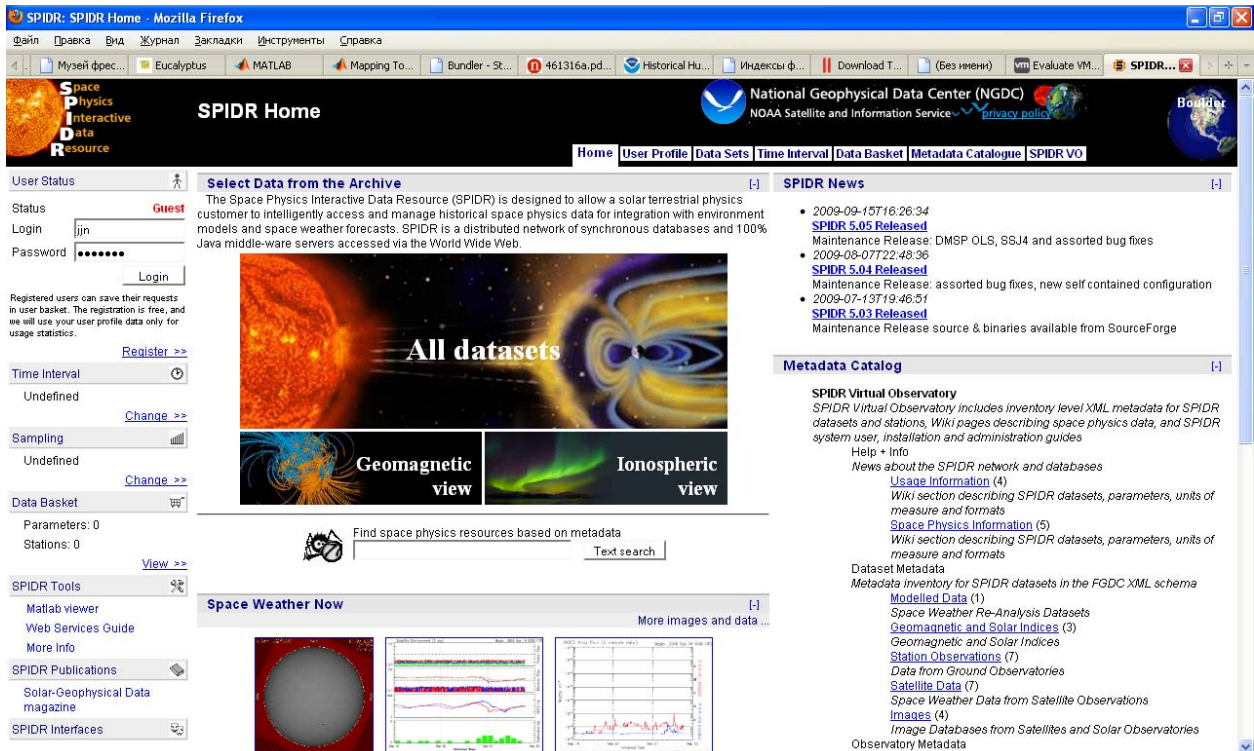 SPIDR: SPIDR Home - Mozilla Firefox
Файл Правка Вид Журнал Закладки Инструменты Справка
Музей фрес... Eucalyptus MATLAB Mapping To... Bundler - St... 461316a.pd... Historical Hu... Индексы ф... Download T... (Без имени) Evaluate VM... SPIDR...
Space
Physics
Interactive
Data
Resource
SPIDR Home
National Geophysical Data Center (NGDC)
NOAA Satellite and Information Service
privacy policy
Boulder
Home User Profile Data Sets Time Interval Data Basket Metadata Catalogue SPIDR VO
User Status
Status Guest
Login jjn
Password
Login
Registered users can save their requests
in user basket. The registration is free, and
we will use your user profile data only for
usage statistics.
Register >>
Time Interval
Undefined
Change >>
Sampling
Undefined
Change >>
Data Basket
Parameters: 0
Stations: 0
View >>
SPIDR Tools
Matlab viewer
Web Services Guide
More Info
SPIDR Publications
Solar-Geophysical Data
magazine
SPIDR Interfaces
Select Data from the Archive [-]
The Space Physics Interactive Data Resource (SPIDR) is designed to allow a solar terrestrial physics
customer to intelligently access and manage historical space physics data for integration with environment
models and space weather forecasts. SPIDR is a distributed network of synchronous databases and 100%
Java middle-ware servers accessed via the World Wide Web.
All datasets
Geomagnetic
view
Ionospheric
view
Find space physics resources based on metadata
Text search
Space Weather Now [-]
More images and data ...
SPIDR News [-]
• 2009-09-15T16:26:34
SPIDR 5.05 Released
Maintenance Release: DMSP OLS, SSJ4 and assorted bug fixes
• 2009-08-07T22:48:36
SPIDR 5.04 Released
Maintenance Release: assorted bug fixes, new self contained configuration
• 2009-07-13T19:46:51
SPIDR 5.03 Released
Maintenance Release source & binaries available from SourceForge
Metadata Catalog [-]
SPIDR Virtual Observatory
SPIDR Virtual Observatory includes inventory level XML metadata for SPIDR
datasets and stations, Wiki pages describing space physics data, and SPIDR
system user, installation and administration guides
Help + Info
News about the SPIDR network and databases
Usage Information (4)
Wiki section describing SPIDR datasets, parameters, units of
measure and formats
Space Physics Information (5)
Wiki section describing SPIDR datasets, parameters, units of
measure and formats
Dataset Metadata
Metadata inventory for SPIDR datasets in the FGDC XML schema
Modelled Data (1)
Space Weather Re-Analysis Datasets
Geomagnetic and Solar Indices (3)
Geomagnetic and Solar Indices
Station Observations (7)
Data from Ground Observatories
Satellite Data (7)
Space Weather Data from Satellite Observations
Images (4)
Image Databases from Satellites and Solar Observatories
Observatory Metadata